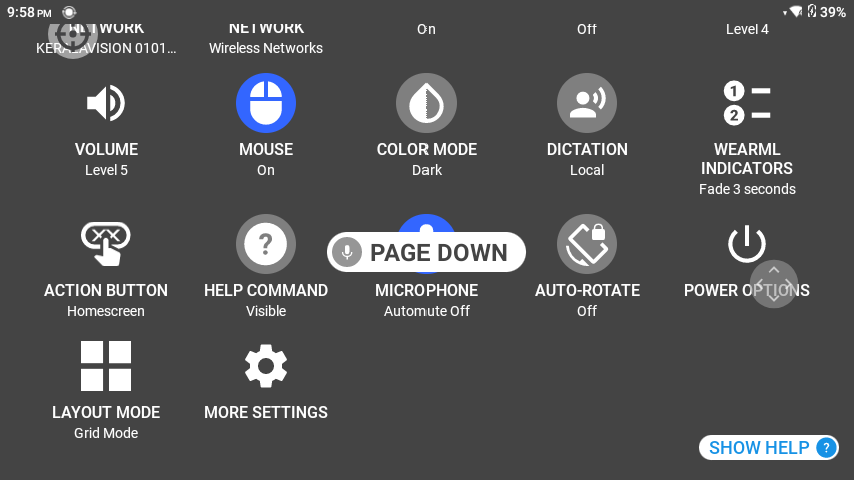 9:58 PM
39%
NETWORK
NETWORK
KERALAVISION 0101...
Wireless Networks
On
Off
Level 4
1
2
VOLUME
MOUSE
COLOR MODE
DICTATION
WEARML
INDICATORS
Level 5
On
Dark
Local
Fade 3 seconds
?
PAGE DOWN
ACTION BUTTON
HELP COMMAND
MICROPHONE
AUTO-ROTATE
POWER OPTIONS
Homescreen
Visible
Automute Off
Off
LAYOUT MODE
MORE SETTINGS
Grid Mode
SHOW HELP ?